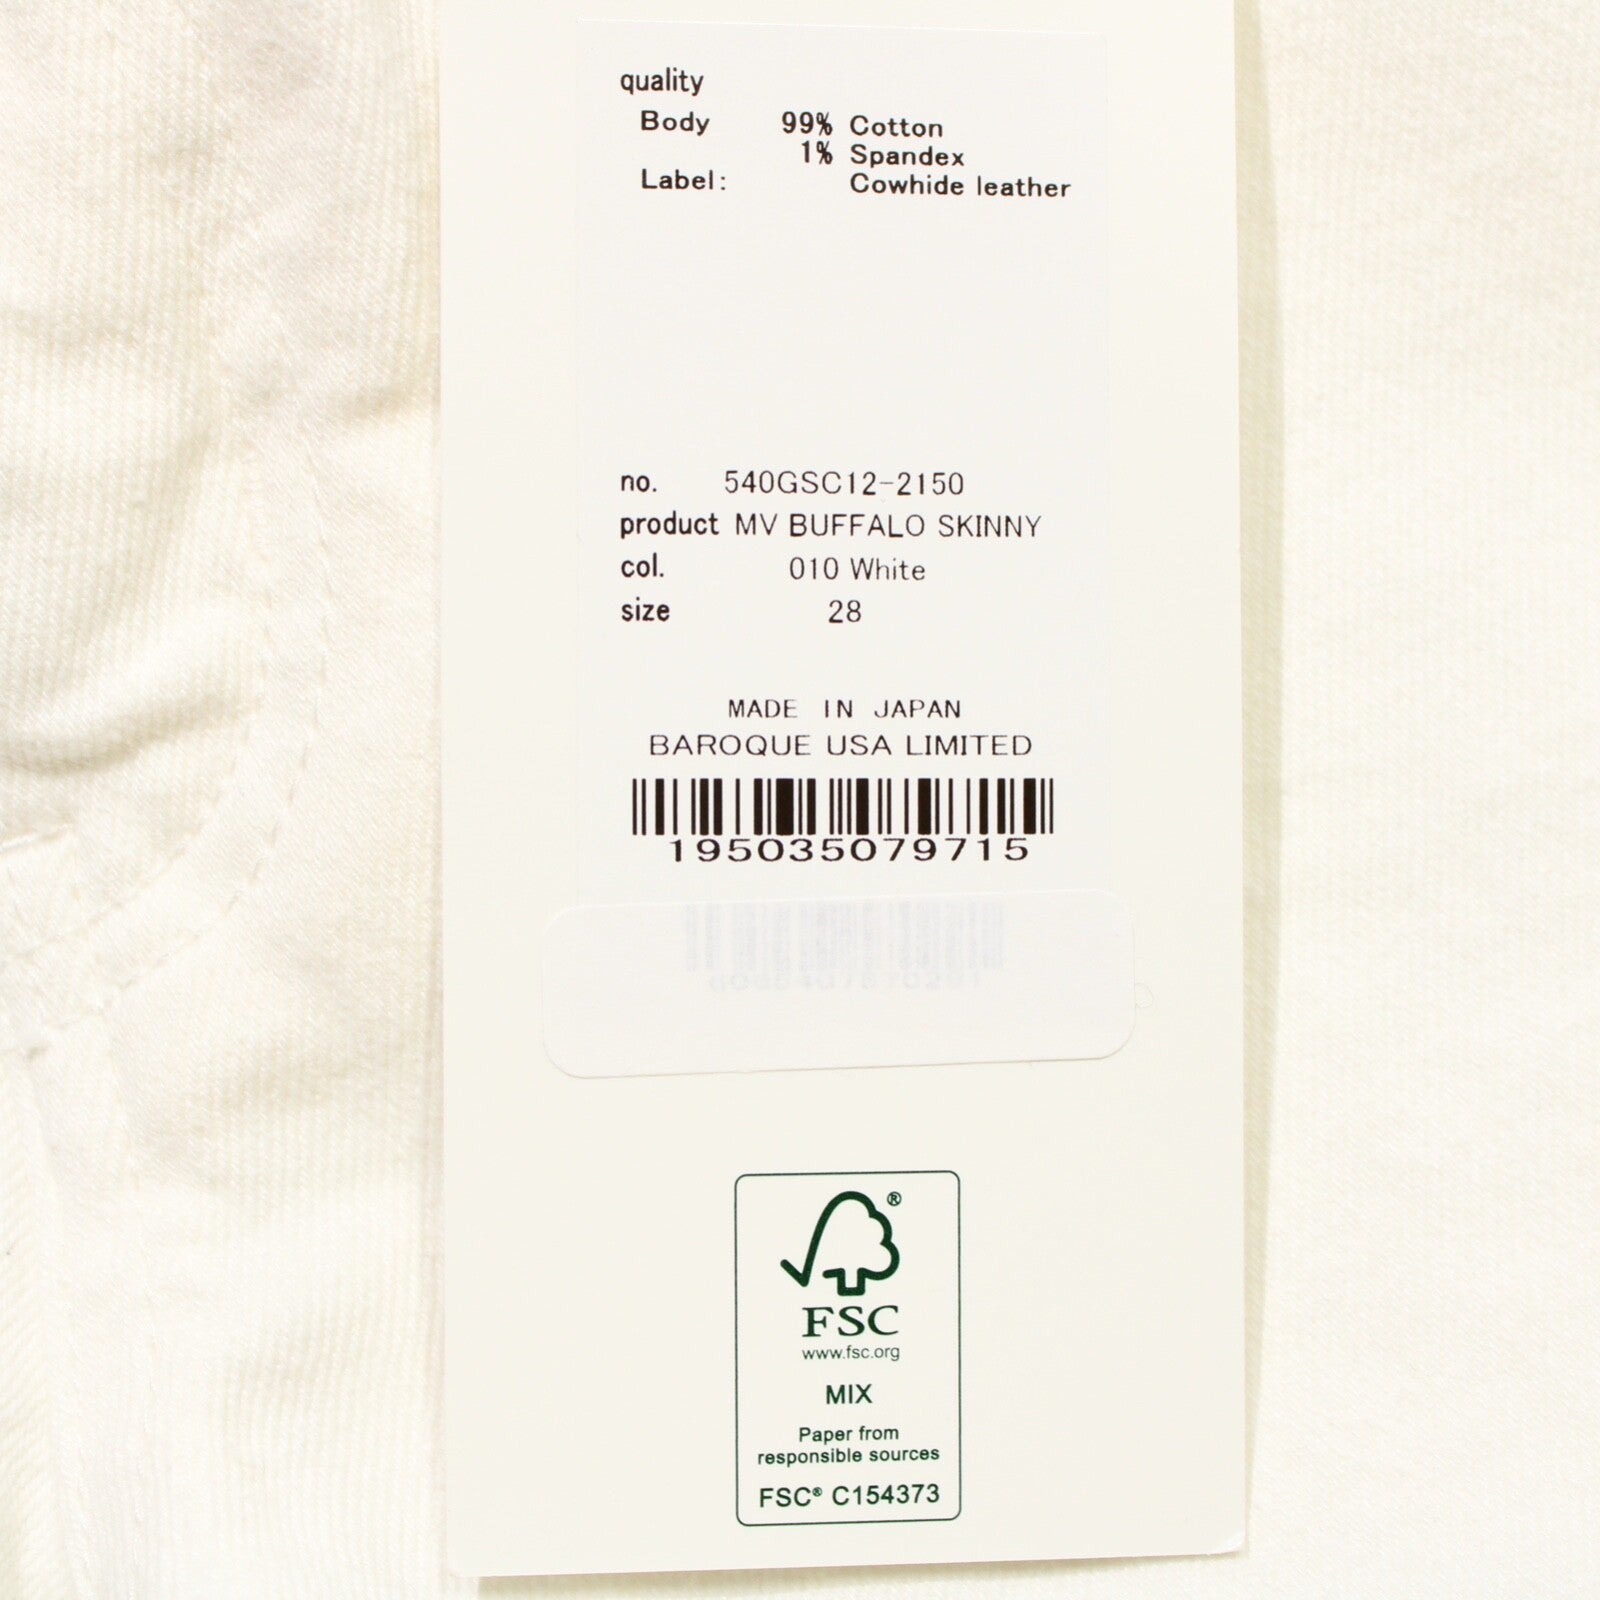 quality
Body 99% Cotton
1% Spandex
Label: Cowhide leather
no. 540GSC12-2150
product MV BUFFALO SKINNY
col. 010 White
size 28
MADE IN JAPAN
BAROQUE USA LIMITED
195035079715
®
FSC
www.fsc.org
MIX
Paper from
responsible sources
FSC® C154373